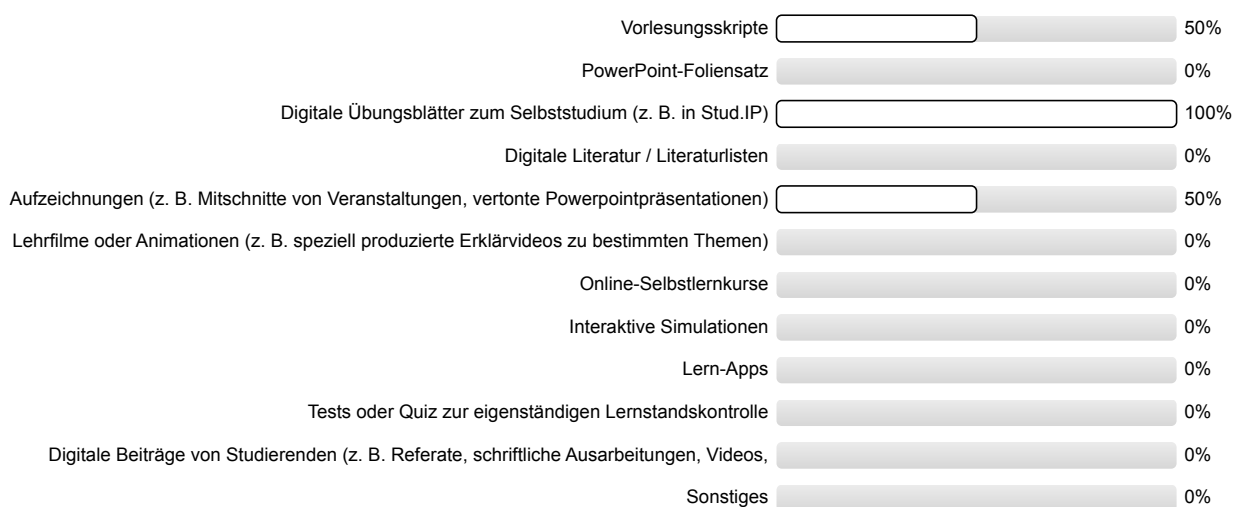 Vorlesungsskripte 50%
PowerPoint-Foliensatz 0%
Digitale Übungsblätter zum Selbststudium (z. B. in Stud.IP) 100%
Digitale Literatur / Literaturlisten 0%
Aufzeichnungen (z. B. Mitschnitte von Veranstaltungen, vertonte Powerpointpräsentationen) 50%
Lehrfilme oder Animationen (z. B. speziell produzierte Erklärvideos zu bestimmten Themen) 0%
Online-Selbstlernkurse 0%
Interaktive Simulationen 0%
Lern-Apps 0%
Tests oder Quiz zur eigenständigen Lernstandskontrolle 0%
Digitale Beiträge von Studierenden (z. B. Referate, schriftliche Ausarbeitungen, Videos, 0%
Sonstiges 0%